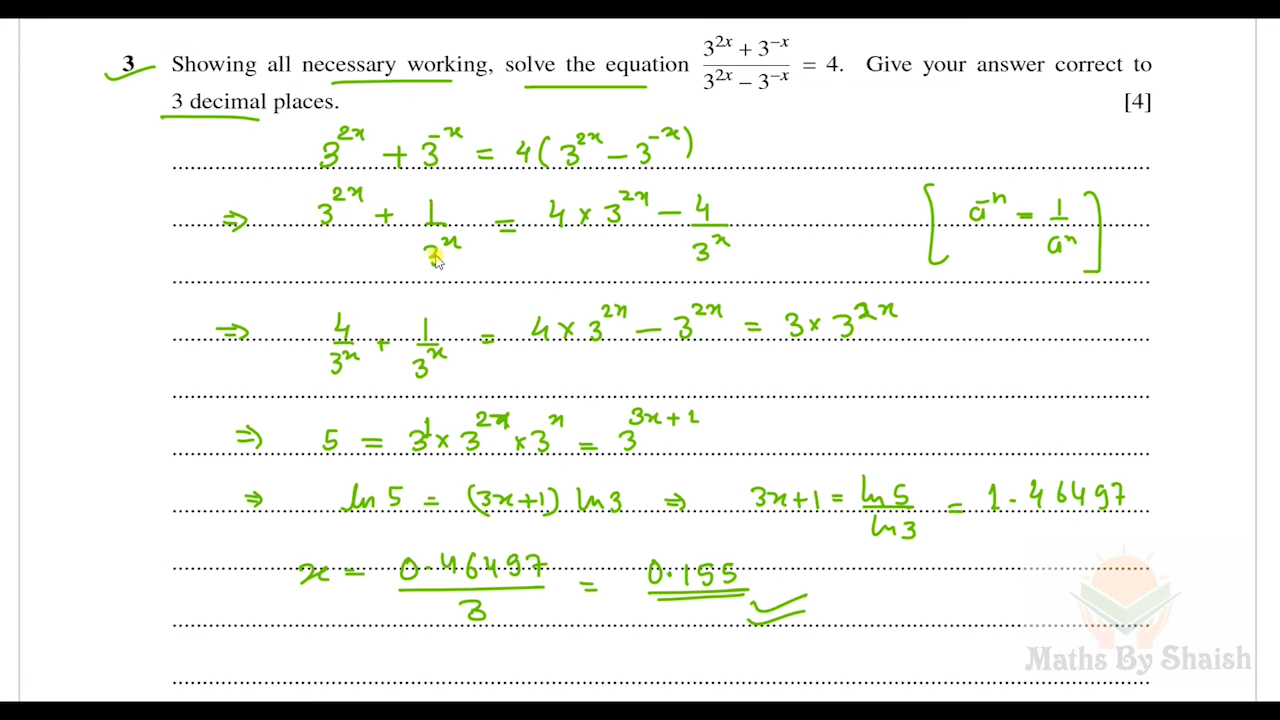 3 Showing all necessary working, solve the equation (3^{2x} + 3^{−x})/(3^{2x} − 3^{−x}) = 4. Give your answer correct to
3 decimal places. [4]
3^{2x} + 3^{-x} = 4(3^{2x} − 3^{-x})
⇒ 3^{2x} + 1/3^x = 4 × 3^{2x} − 4/3^x [a^{-n} = 1/a^n]
⇒ 4/3^x + 1/3^x = 4 × 3^{2x} − 3^{2x} = 3 × 3^{2x}
⇒ 5 = 3^1 × 3^{2x} × 3^x = 3^{3x+1}
⇒ ln 5 = (3x+1) ln 3 ⇒ 3x+1 = ln 5/ln 3 = 1.46497
x = 0.46497/3 = 0.155
Maths By Shaish